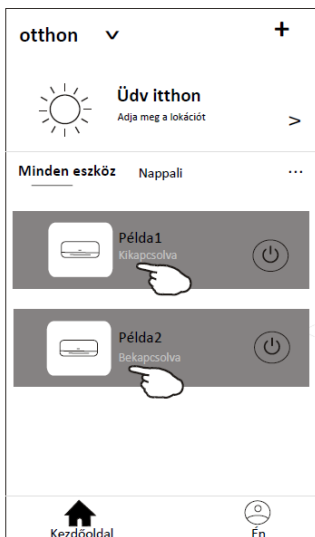 otthon
Üdv itthon
Adja meg a lokációt
Minden eszköz Nappali ...
Példa1
Kikapcsolva
Példa2
Bekapcsolva
Kezdőoldal Én